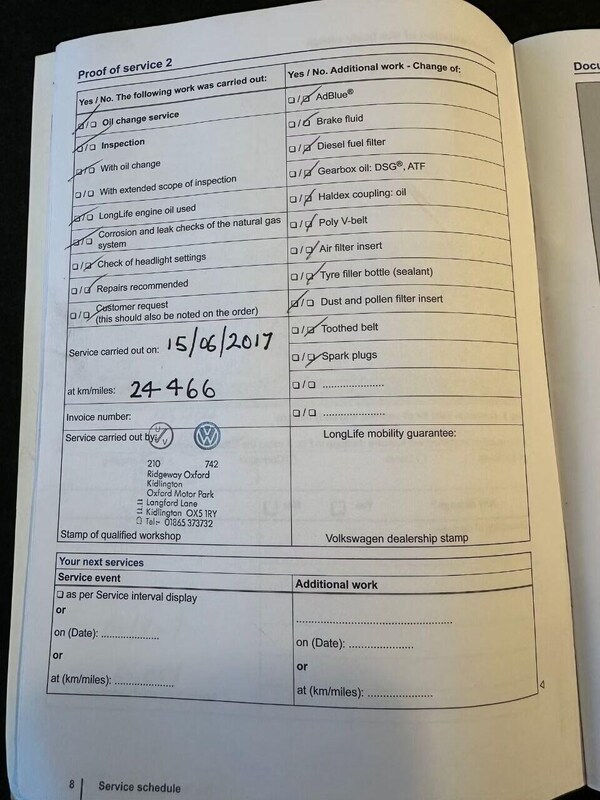 Proof of service 2
Yes / No. The following work was carried out:
☑/☐ Oil change service
☑/☐ Inspection
☑/☐ With oil change
☐/☐ With extended scope of inspection
☑/☐ LongLife engine oil used
☑/☐ Corrosion and leak checks of the natural gas
system
☐/☑ Check of headlight settings
☐/☑ Repairs recommended
☐/☑ Customer request
(this should also be noted on the order)
Service carried out on: 15/06/2017
at km/miles: 24466
Invoice number:
Service carried out by:
210 742
Ridgeway Oxford
Kidlington
Oxford Motor Park
Langford Lane
Kidlington OX5 1RY
Tel:- 01865 373732
Stamp of qualified workshop
Yes / No. Additional work - Change of:
☐/☑ AdBlue®
☐/☑ Brake fluid
☐/☑ Diesel fuel filter
☐/☑ Gearbox oil: DSG®, ATF
☐/☑ Haldex coupling: oil
☐/☑ Poly V-belt
☐/☑ Air filter insert
☐/☑ Tyre filler bottle (sealant)
☑/☐ Dust and pollen filter insert
☐/☑ Toothed belt
☐/☑ Spark plugs
☐/☐ .....................
☐/☐ .....................
LongLife mobility guarantee:
Volkswagen dealership stamp
Your next services
Service event
☐ as per Service interval display
or
on (Date): ....................
or
at (km/miles): ....................
Additional work
.....................................................
on (Date): ......................
or
at (km/miles): ......................
8 Service schedule
Docu